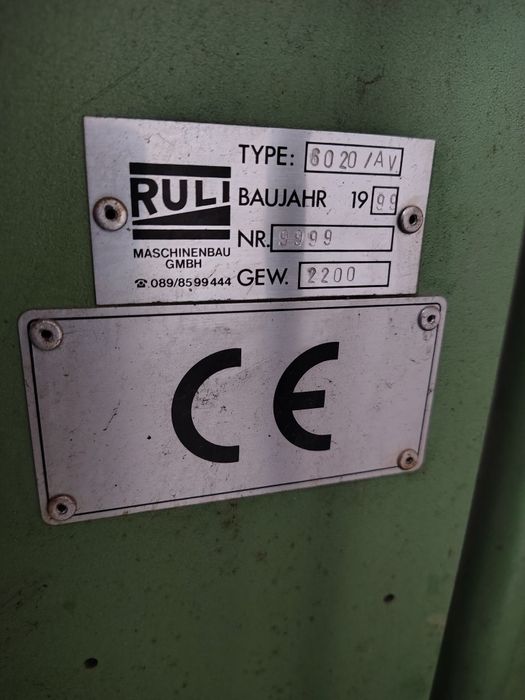 RULI
MASCHINENBAU
GMBH
☎ 089/8599444
TYPE: 6020/AV
BAUJAHR 1999
NR. 9999
GEW. 2200
CE